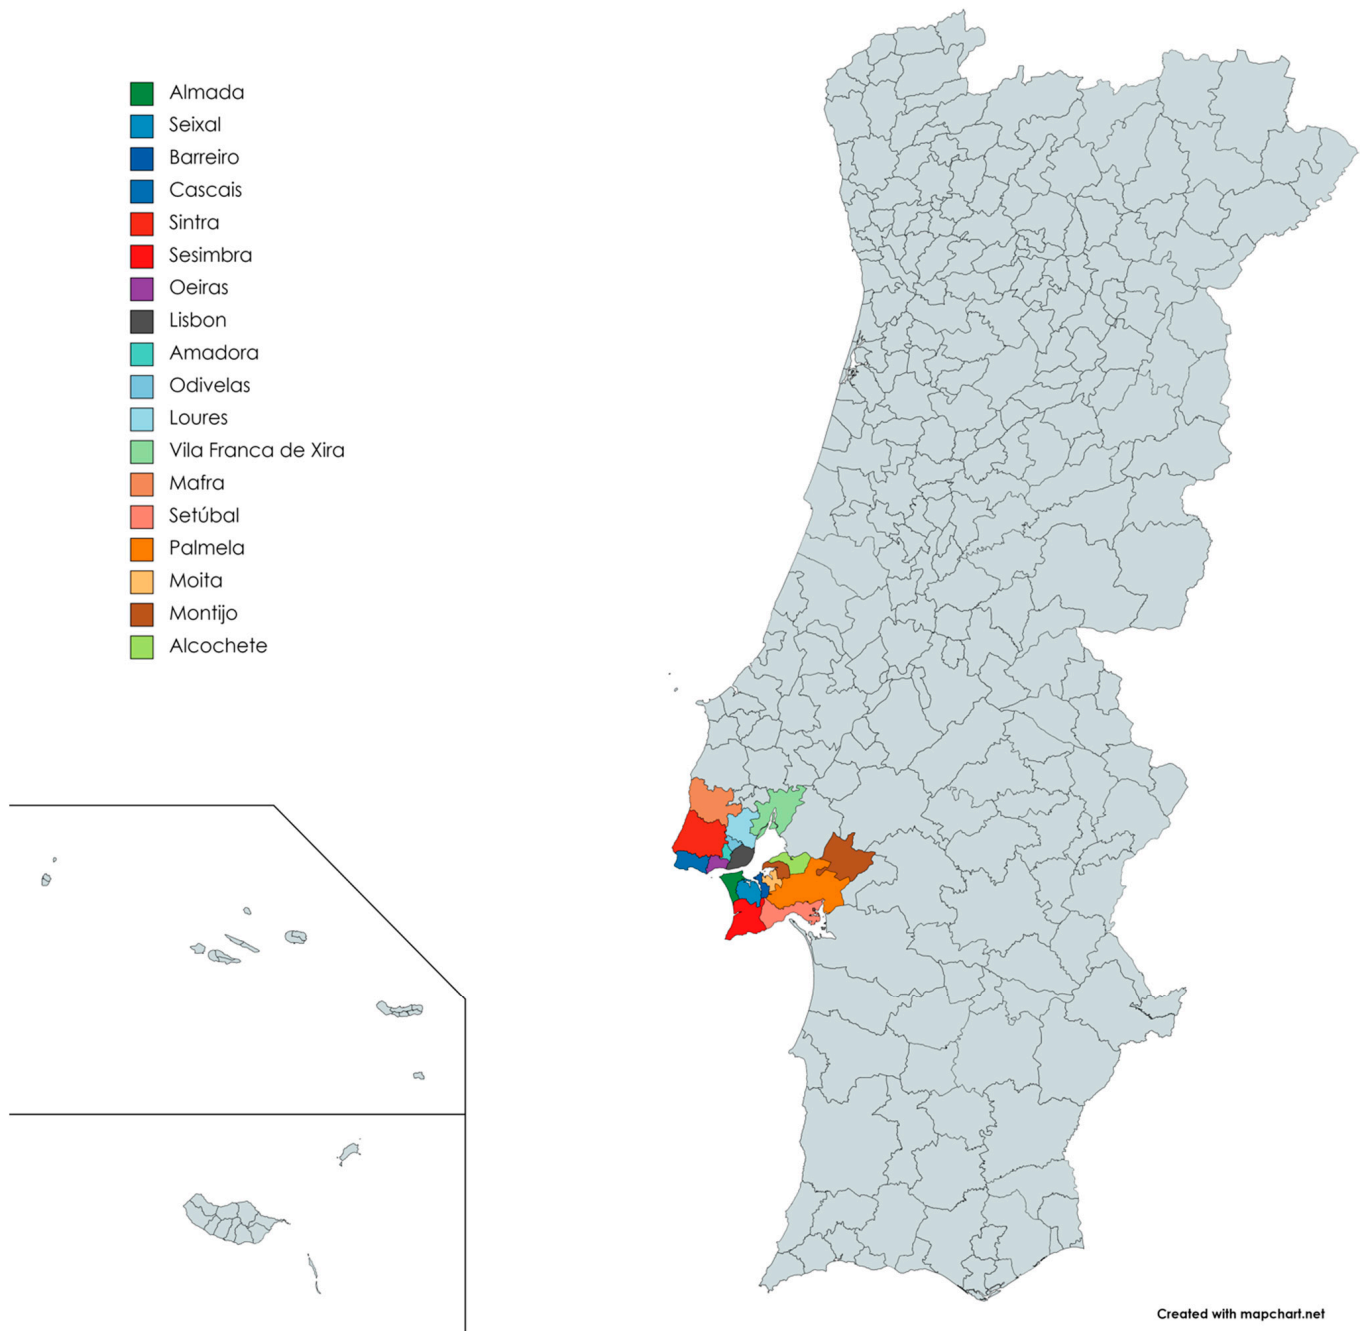 Almada
Seixal
Barreiro
Cascais
Sintra
Sesimbra
Oeiras
Lisbon
Amadora
Odivelas
Loures
Vila Franca de Xira
Mafra
Setúbal
Palmela
Moita
Montijo
Alcochete
Created with mapchart.net